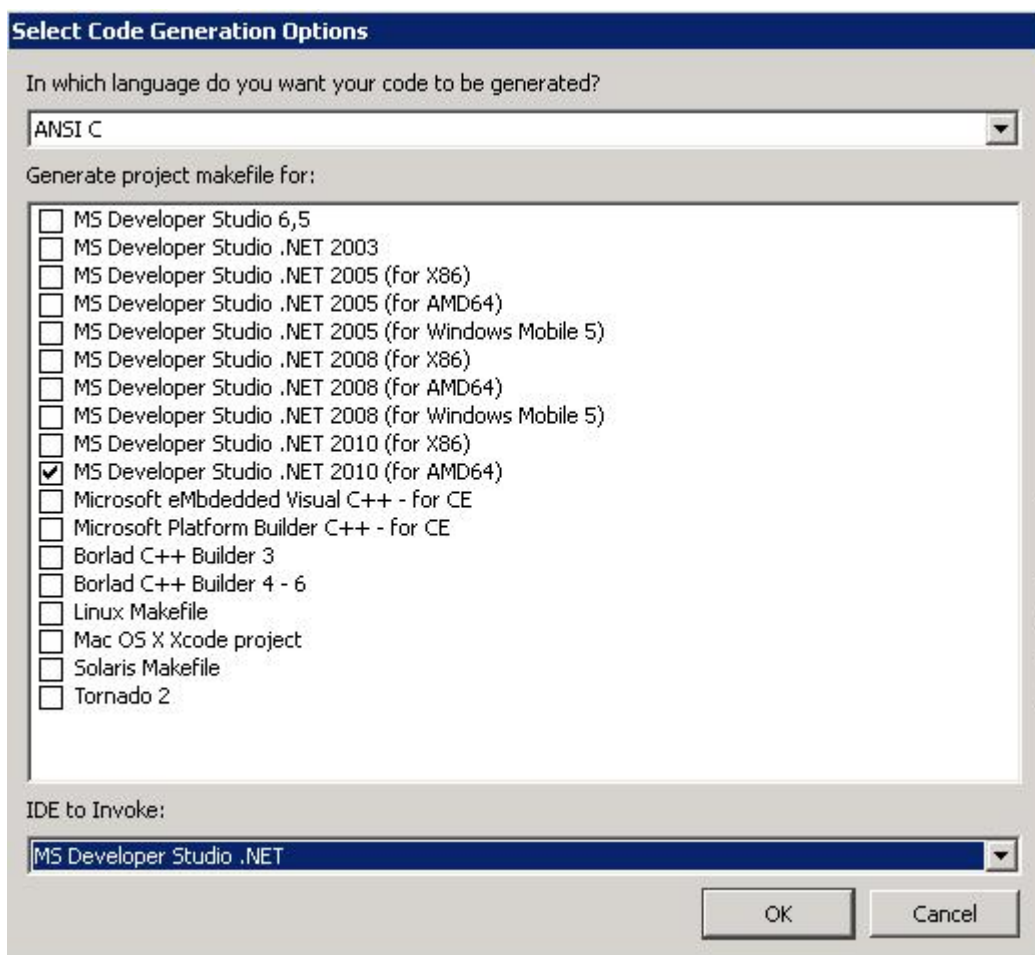 Select Code Generation Options
In which language do you want your code to be generated?
ANSI C
Generate project makefile for:
MS Developer Studio 6,5
MS Developer Studio .NET 2003
MS Developer Studio .NET 2005 (for X86)
MS Developer Studio .NET 2005 (for AMD64)
MS Developer Studio .NET 2005 (for Windows Mobile 5)
MS Developer Studio .NET 2008 (for X86)
MS Developer Studio .NET 2008 (for AMD64)
MS Developer Studio .NET 2008 (for Windows Mobile 5)
MS Developer Studio .NET 2010 (for X86)
MS Developer Studio .NET 2010 (for AMD64)
Microsoft eMbdedded Visual C++ - for CE
Microsoft Platform Builder C++ - for CE
Borlad C++ Builder 3
Borlad C++ Builder 4 - 6
Linux Makefile
Mac OS X Xcode project
Solaris Makefile
Tornado 2
IDE to Invoke:
MS Developer Studio .NET
OK Cancel